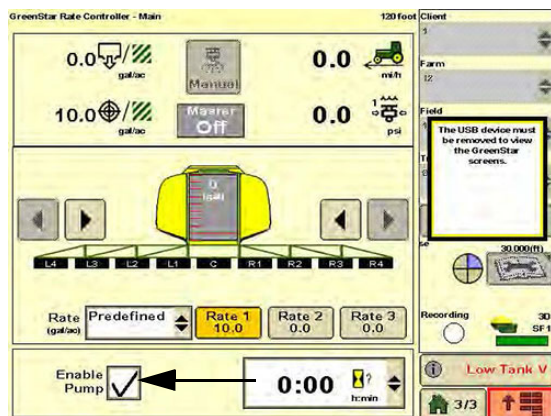 GreenStar Rate Controller - Main
120 foot
Client
1
0.0
gal/ac
Manual
0.0
mi/h
Farm
12
10.0
gal/ac
Master
Off
1
0.0
psi
Field
The USB device must
be removed to view
the GreenStar
screens.
0
(gal)
30.000(ft)
L4 L3 L2 L1 C R1 R2 R3 R4
Rate
(gal/ac)
Predefined
Rate 1
10.0
Rate 2
0.0
Rate 3
0.0
Recording
3D
SF1
Enable
Pump
0:00
?
h:min
Low Tank V
3/3